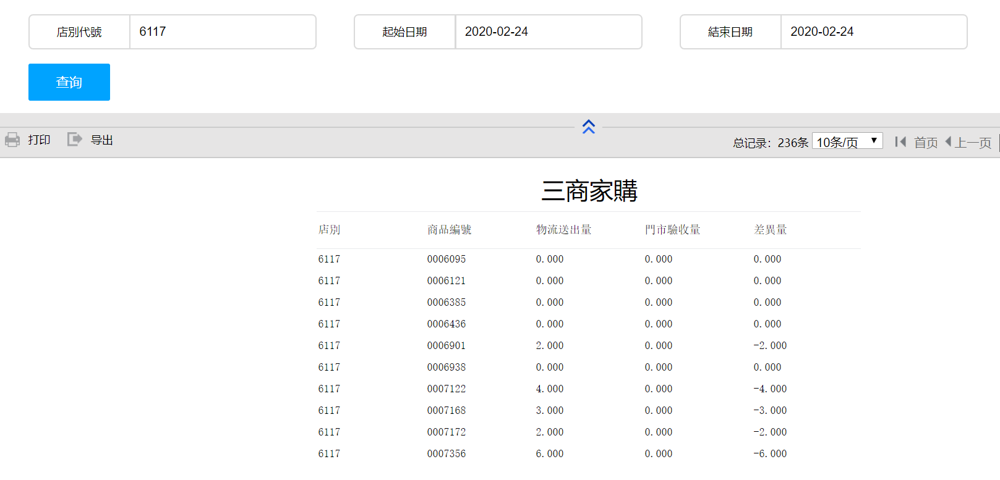 店別代號 6117 起始日期 2020-02-24 結束日期 2020-02-24
查询
打印 导出 总记录：236条 10条/页 首页 上一页
三商家購
店別 商品編號 物流送出量 門市驗收量 差異量
6117 0006095 0.000 0.000 0.000
6117 0006121 0.000 0.000 0.000
6117 0006385 0.000 0.000 0.000
6117 0006436 0.000 0.000 0.000
6117 0006901 2.000 0.000 -2.000
6117 0006938 0.000 0.000 0.000
6117 0007122 4.000 0.000 -4.000
6117 0007168 3.000 0.000 -3.000
6117 0007172 2.000 0.000 -2.000
6117 0007356 6.000 0.000 -6.000